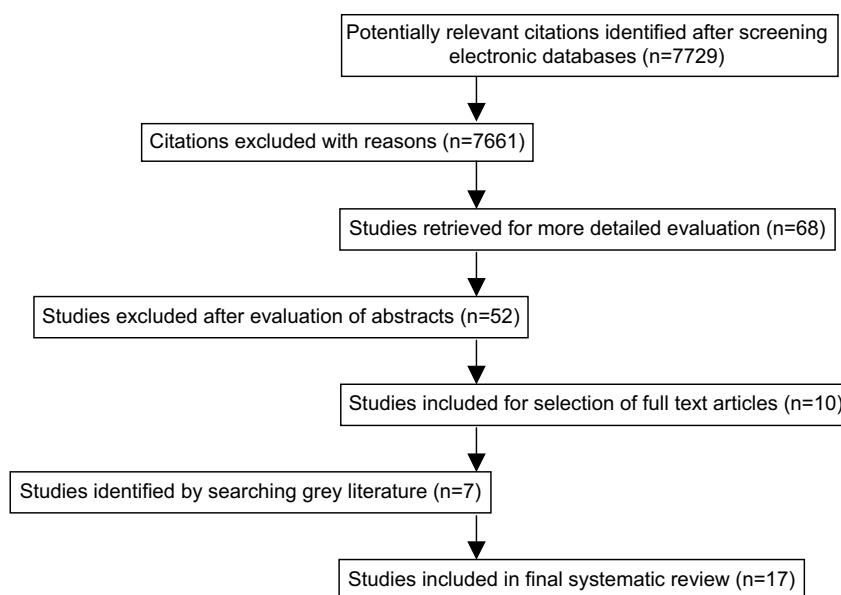 Potentially relevant citations identified after screening
electronic databases (n=7729)
Citations excluded with reasons (n=7661)
Studies retrieved for more detailed evaluation (n=68)
Studies excluded after evaluation of abstracts (n=52)
Studies included for selection of full text articles (n=10)
Studies identified by searching grey literature (n=7)
Studies included in final systematic review (n=17)